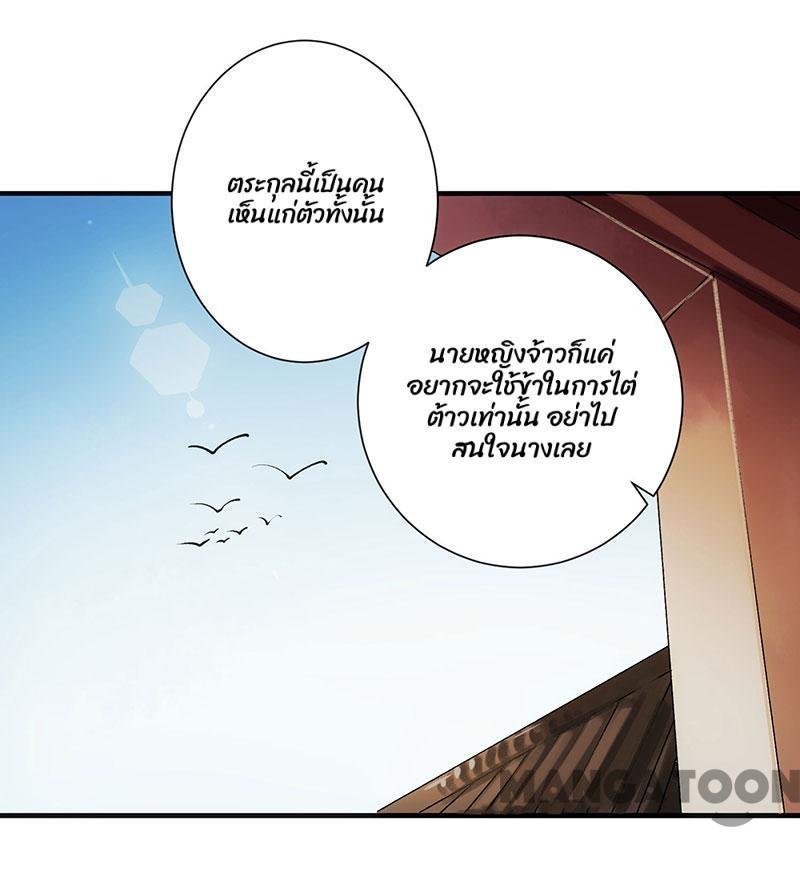 ตระกุลนี้เป็นคน
เห็นแก่ตัวทั้งนั้น
นายหญิงจ้าวก็แค่
อยากจะใช้ข้าในการไต่
ต้าวเท่านั้น อย่าไป
สนใจนางเลย
MANGATOON